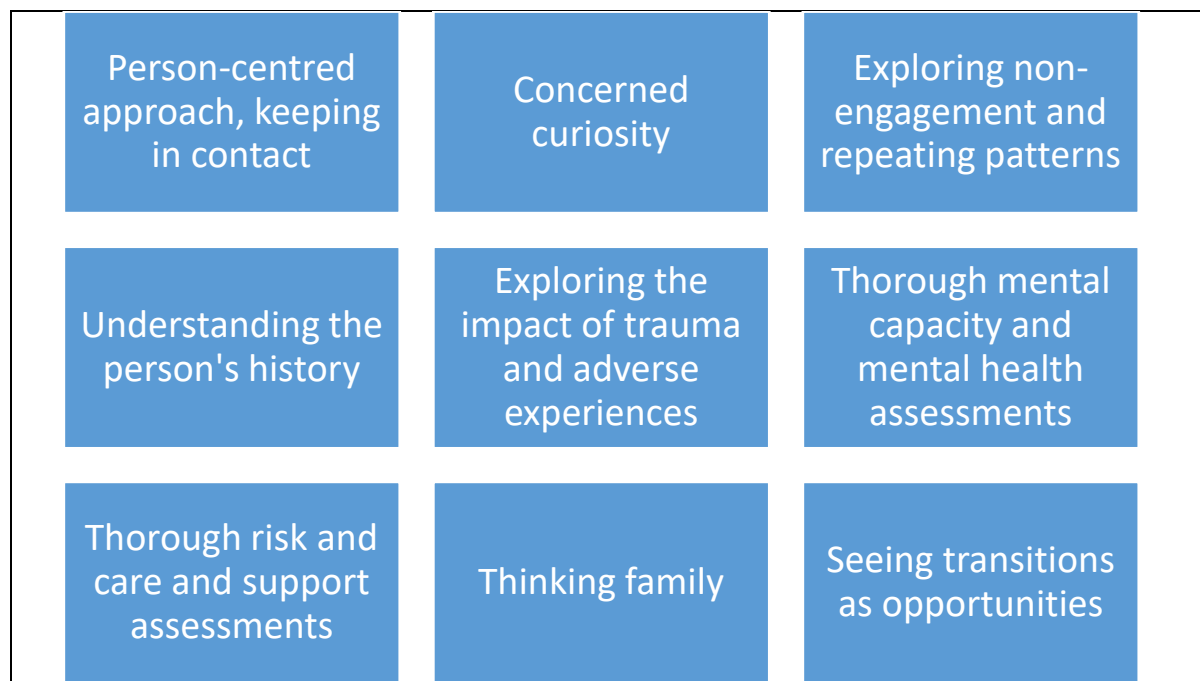 Person-centred
approach, keeping
in contact
Concerned
curiosity
Exploring non-
engagement and
repeating patterns
Understanding the
person's history
Exploring the
impact of trauma
and adverse
experiences
Thorough mental
capacity and
mental health
assessments
Thorough risk and
care and support
assessments
Thinking family
Seeing transitions
as opportunities